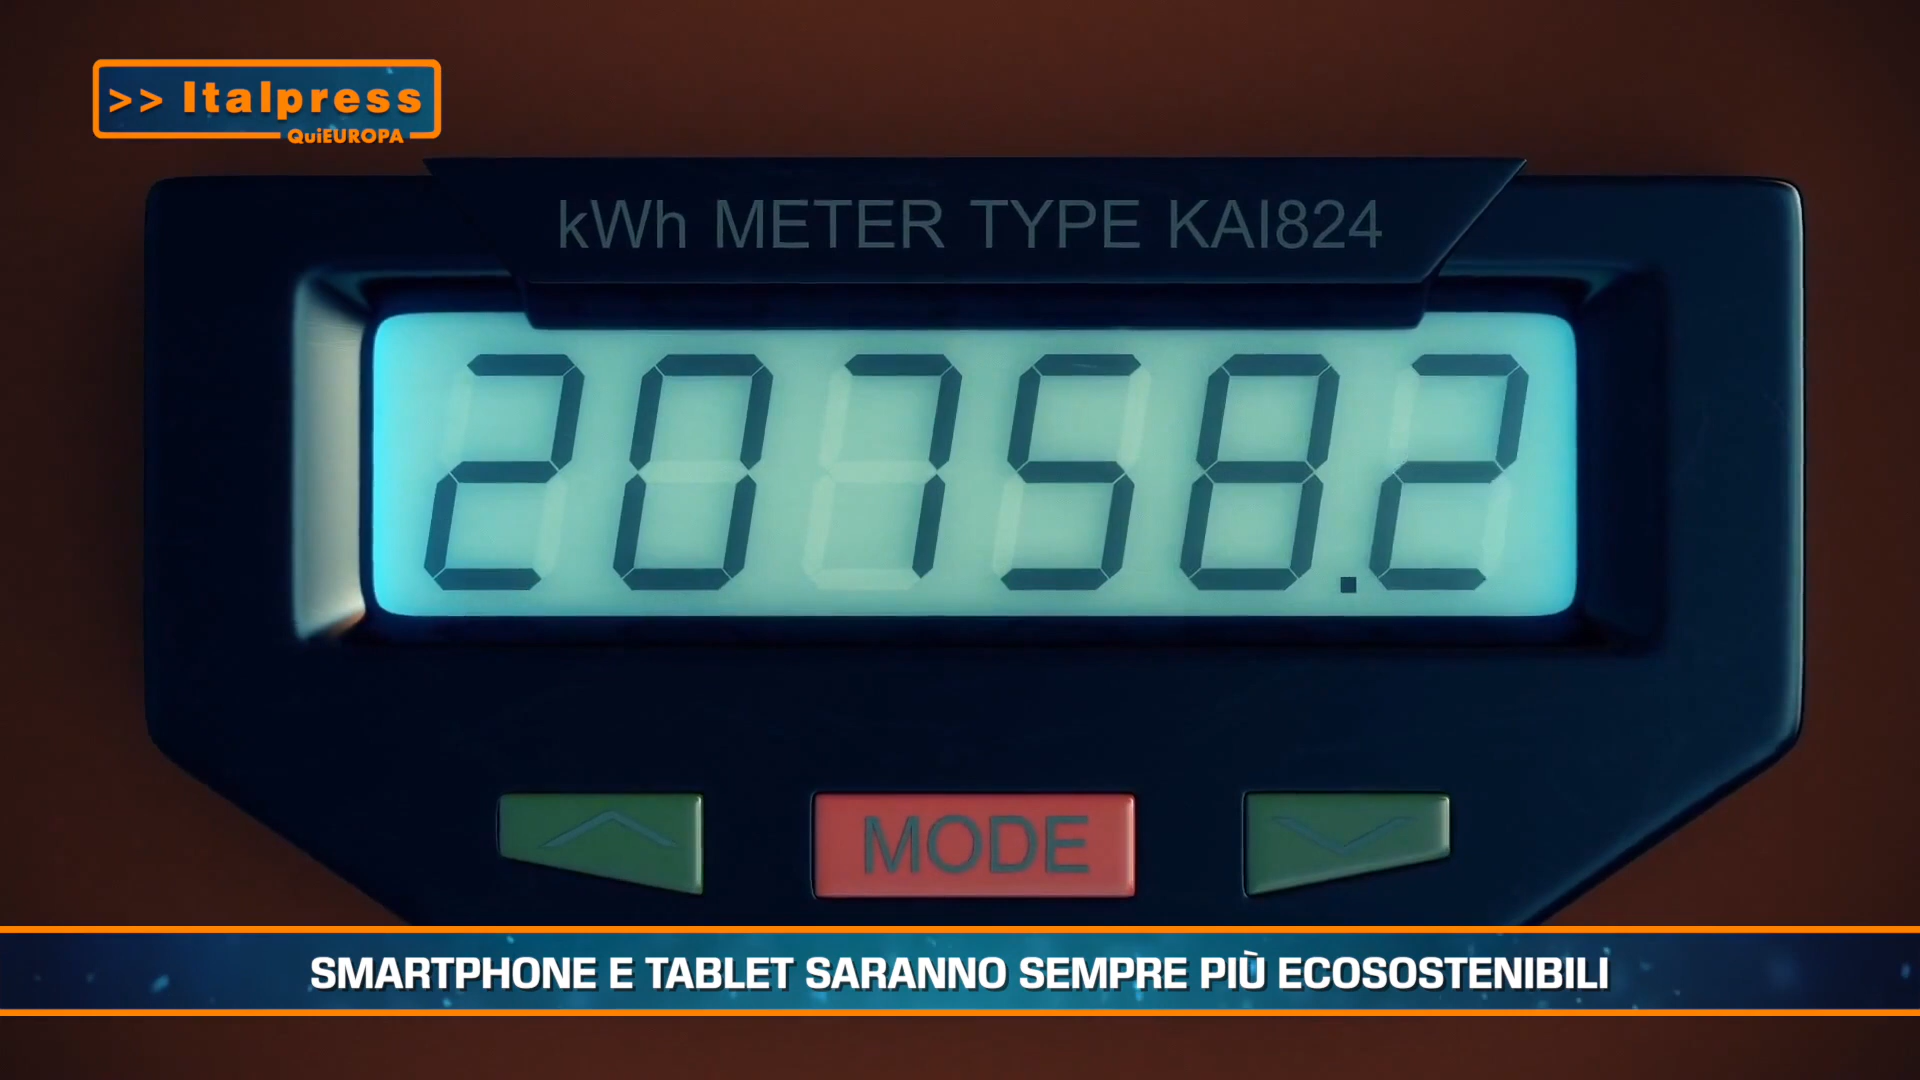 >> Italpress
QuiEUROPA
kWh METER TYPE KAI824
20758.2
MODE
SMARTPHONE E TABLET SARANNO SEMPRE PIÙ ECOSOSTENIBILI